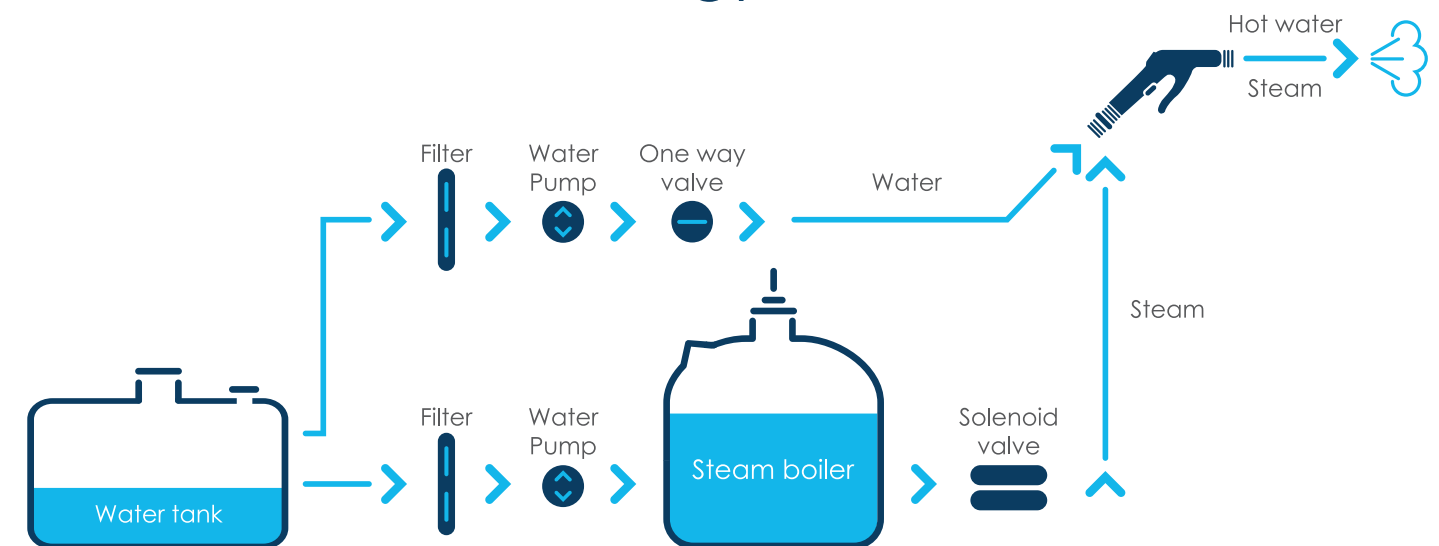 Hot water
Steam
Filter
Water
Pump
One way
valve
Water
Steam
Filter
Water
Pump
Steam boiler
Solenoid
valve
Water tank